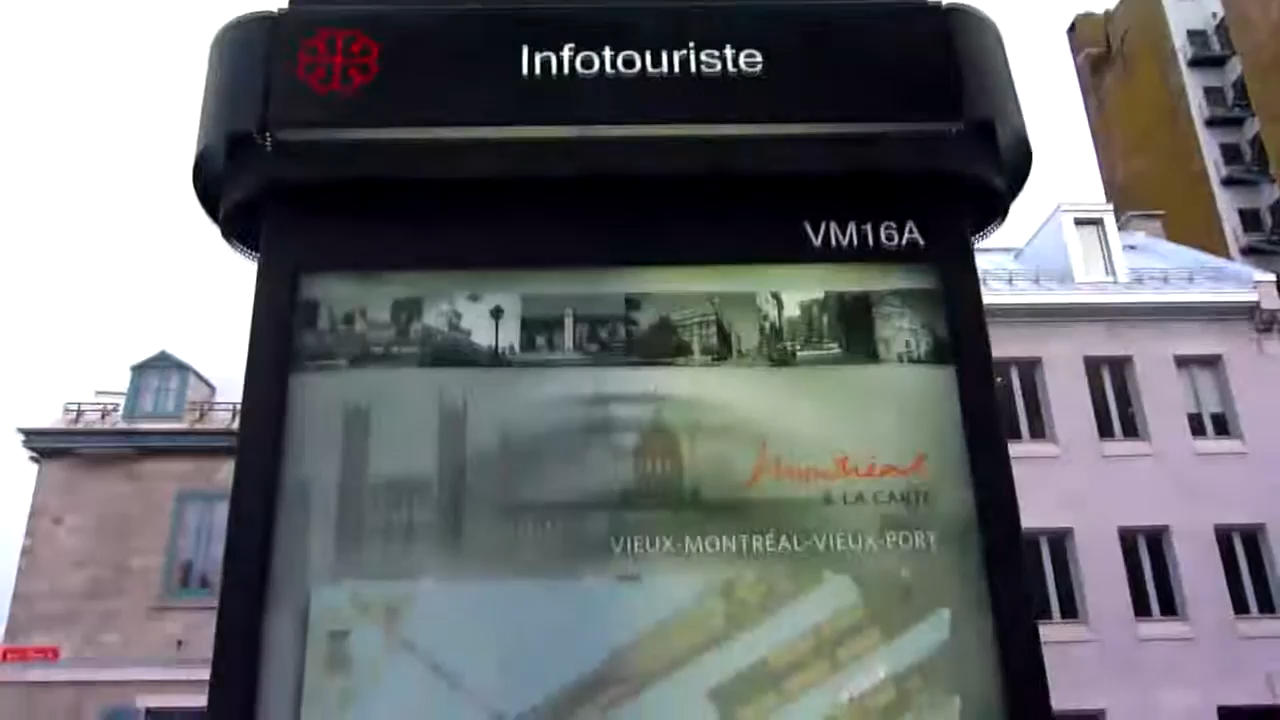 Infotouriste
VM16A
Montréal
À LA CARTE
VIEUX-MONTRÉAL-VIEUX-PORT